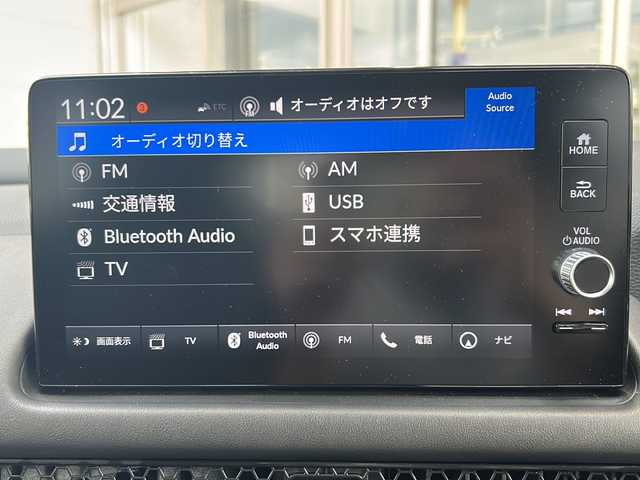 11:02 3 ETC オーディオはオフです Audio
Source
オーディオ切り替え
FM AM
交通情報 USB
Bluetooth Audio スマホ連携
TV
画面表示 TV Bluetooth
Audio FM 電話 ナビ
HOME
BACK
VOL
AUDIO